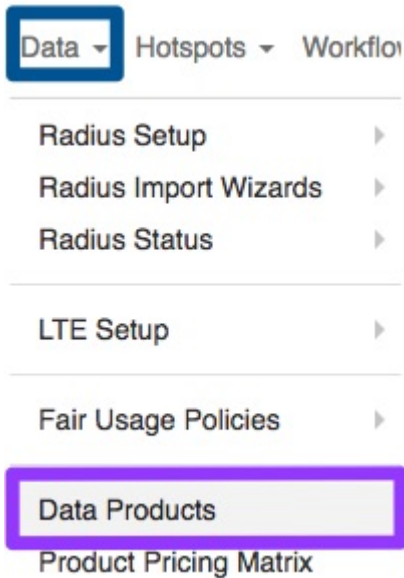 Data Hotspots
Radius Setup
Radius Import Wizards
Radius Status
LTE Setup
Fair Usage Policies
Data Products
Product Pricing Matrix